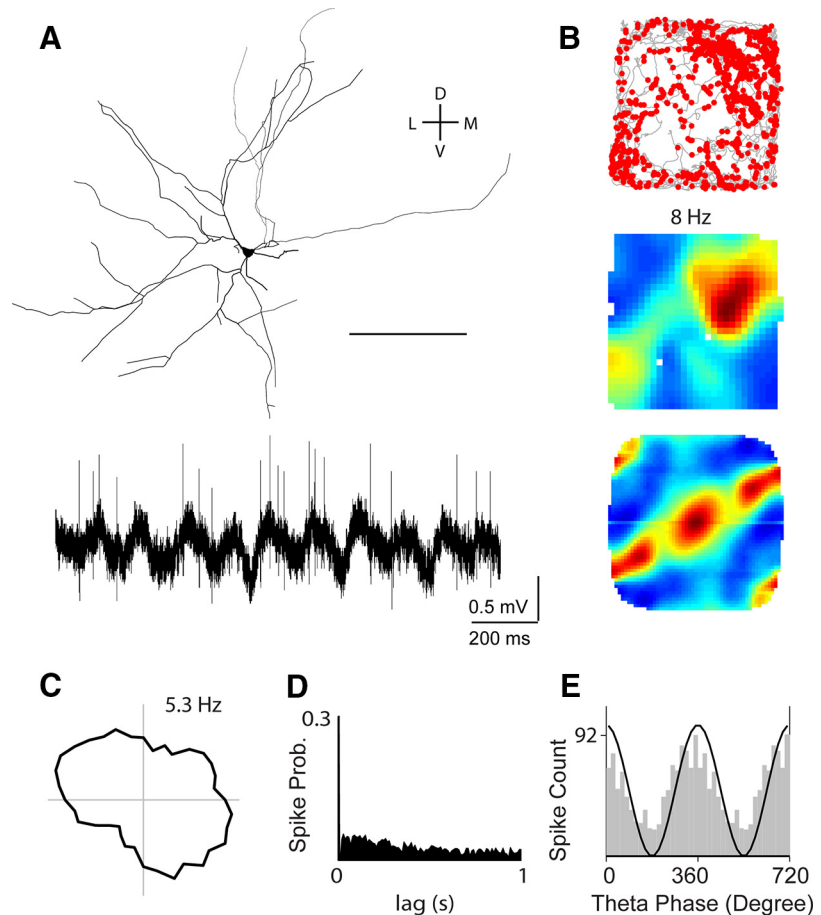 A
B
D
L M
V
8 Hz
0.5 mV
200 ms
C
5.3 Hz
D
0.3
Spike Prob.
0 1
lag (s)
E
92
Spike Count
0 360 720
Theta Phase (Degree)